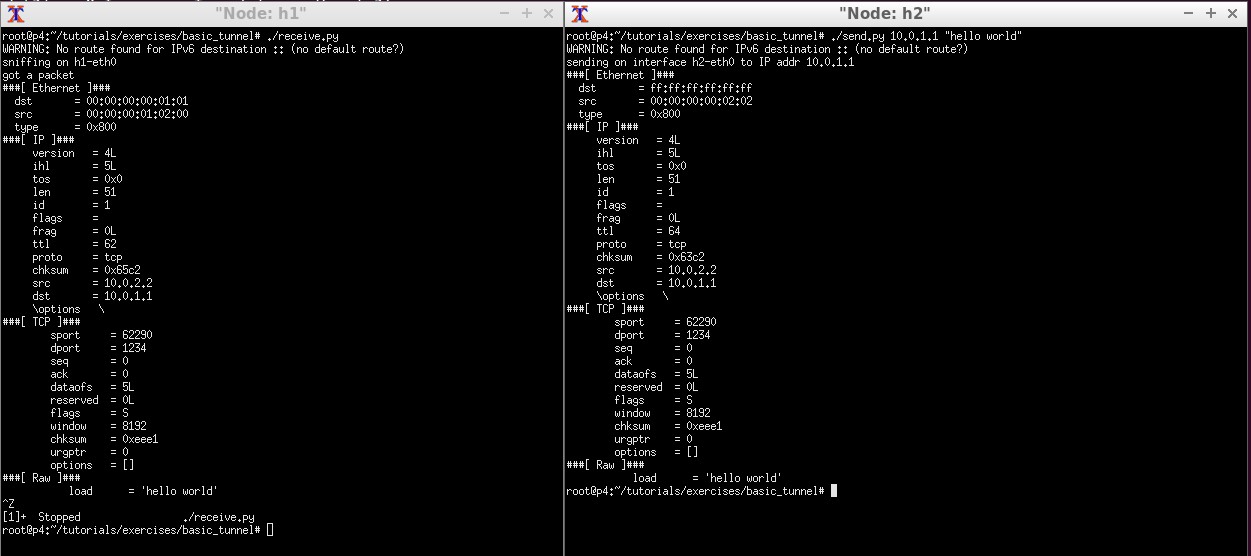 "Node: h1"
root@p4:~/tutorials/exercises/basic_tunnel# ./receive.py
WARNING: No route found for IPv6 destination :: (no default route?)
sniffing on h1-eth0
got a packet
###[ Ethernet ]###
dst = 00:00:00:00:01:01
src = 00:00:00:01:02:00
type = 0x800
###[ IP ]###
version = 4L
ihl = 5L
tos = 0x0
len = 51
id = 1
flags =
frag = 0L
ttl = 62
proto = tcp
chksum = 0x65c2
src = 10.0.2.2
dst = 10.0.1.1
\options \
###[ TCP ]###
sport = 62290
dport = 1234
seq = 0
ack = 0
dataofs = 5L
reserved = 0L
flags = S
window = 8192
chksum = 0xeee1
urgptr = 0
options = []
###[ Raw ]###
load = 'hello world'
^Z
[1]+ Stopped ./receive.py
root@p4:~/tutorials/exercises/basic_tunnel#
"Node: h2"
root@p4:~/tutorials/exercises/basic_tunnel# ./send.py 10.0.1.1 "hello world"
WARNING: No route found for IPv6 destination :: (no default route?)
sending on interface h2-eth0 to IP addr 10.0.1.1
###[ Ethernet ]###
dst = ff:ff:ff:ff:ff:ff
src = 00:00:00:00:02:02
type = 0x800
###[ IP ]###
version = 4L
ihl = 5L
tos = 0x0
len = 51
id = 1
flags =
frag = 0L
ttl = 64
proto = tcp
chksum = 0x63c2
src = 10.0.2.2
dst = 10.0.1.1
\options \
###[ TCP ]###
sport = 62290
dport = 1234
seq = 0
ack = 0
dataofs = 5L
reserved = 0L
flags = S
window = 8192
chksum = 0xeee1
urgptr = 0
options = []
###[ Raw ]###
load = 'hello world'
root@p4:~/tutorials/exercises/basic_tunnel#